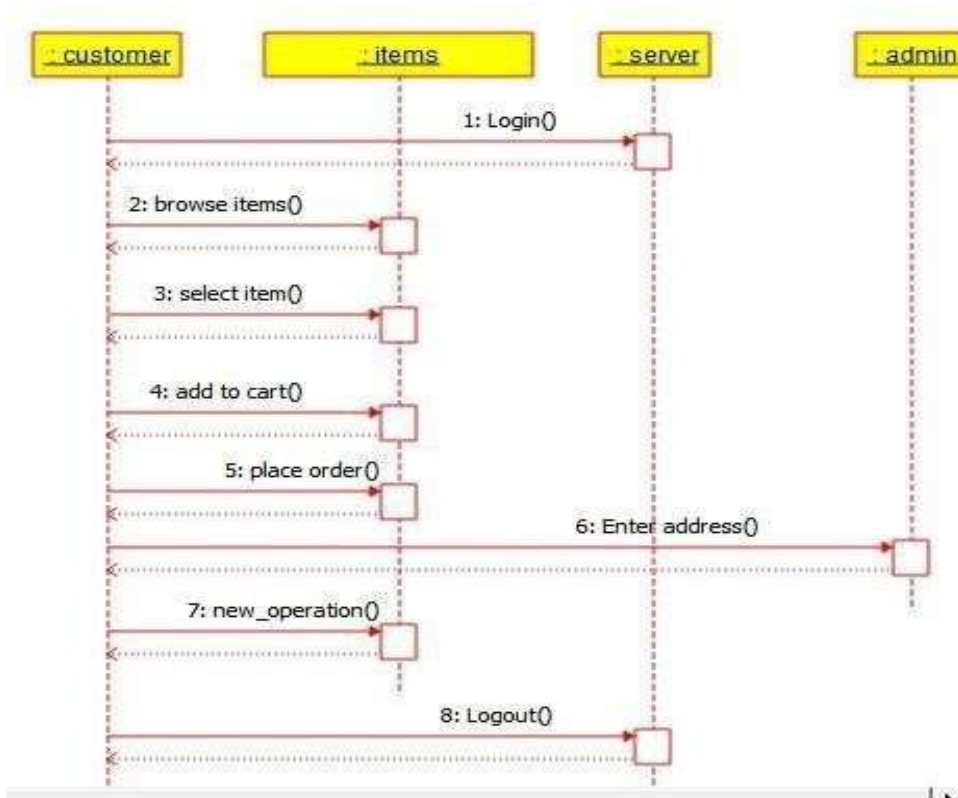 : customer
: items
: server
: admin
1: Login()
2: browse items()
3: select item()
4: add to cart()
5: place order()
6: Enter address()
7: new_operation()
8: Logout()